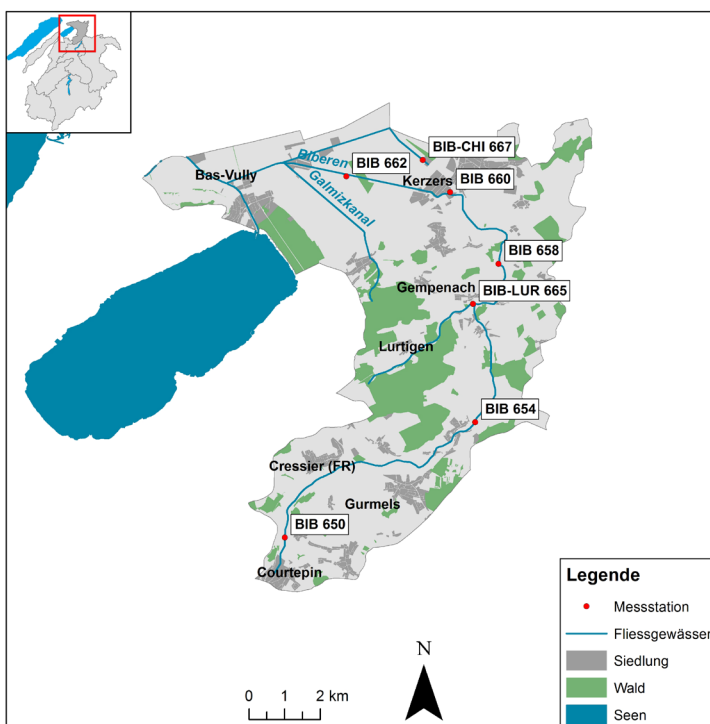 BIB-CHI 667
Biberen
BIB 662
Bas-Vully
Kerzers
BIB 660
Galmizkanal
BIB 658
Gempenach
BIB-LUR 665
Lurtigen
BIB 654
Cressier (FR)
Gurmels
BIB 650
Courtepin
Legende
Messstation
Fliessgewässer
Siedlung
Wald
Seen
N
0 1 2 km